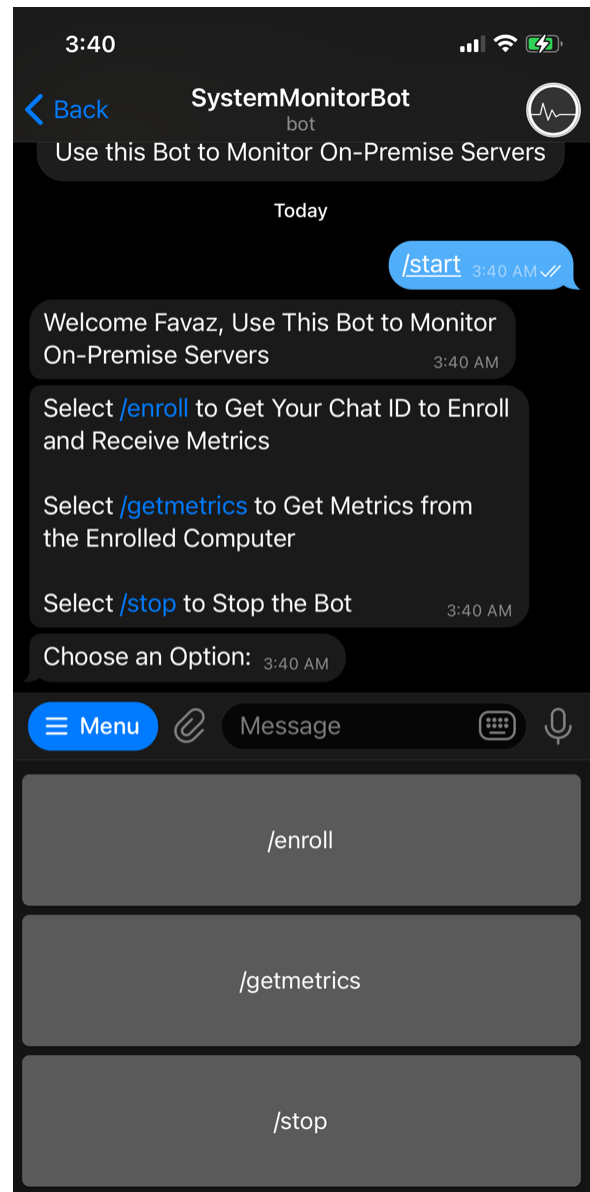 3:40
Back
SystemMonitorBot
bot
Use this Bot to Monitor On-Premise Servers
Today
/start 3:40 AM
Welcome Favaz, Use This Bot to Monitor
On-Premise Servers 3:40 AM
Select /enroll to Get Your Chat ID to Enroll
and Receive Metrics
Select /getmetrics to Get Metrics from
the Enrolled Computer
Select /stop to Stop the Bot 3:40 AM
Choose an Option: 3:40 AM
Menu Message
/enroll
/getmetrics
/stop